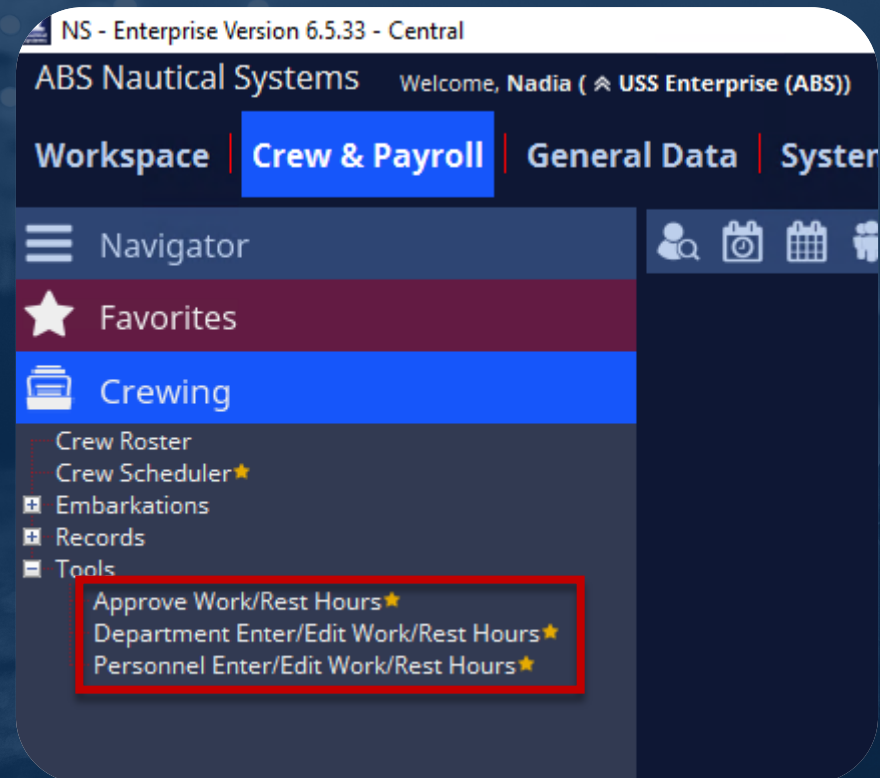 NS - Enterprise Version 6.5.33 - Central
ABS Nautical Systems Welcome, Nadia ( USS Enterprise (ABS))
Workspace Crew & Payroll General Data
Navigator
Favorites
Crewing
Crew Roster
Crew Scheduler
Embarkations
Records
Tools
Approve Work/Rest Hours
Department Enter/Edit Work/Rest Hours
Personnel Enter/Edit Work/Rest Hours